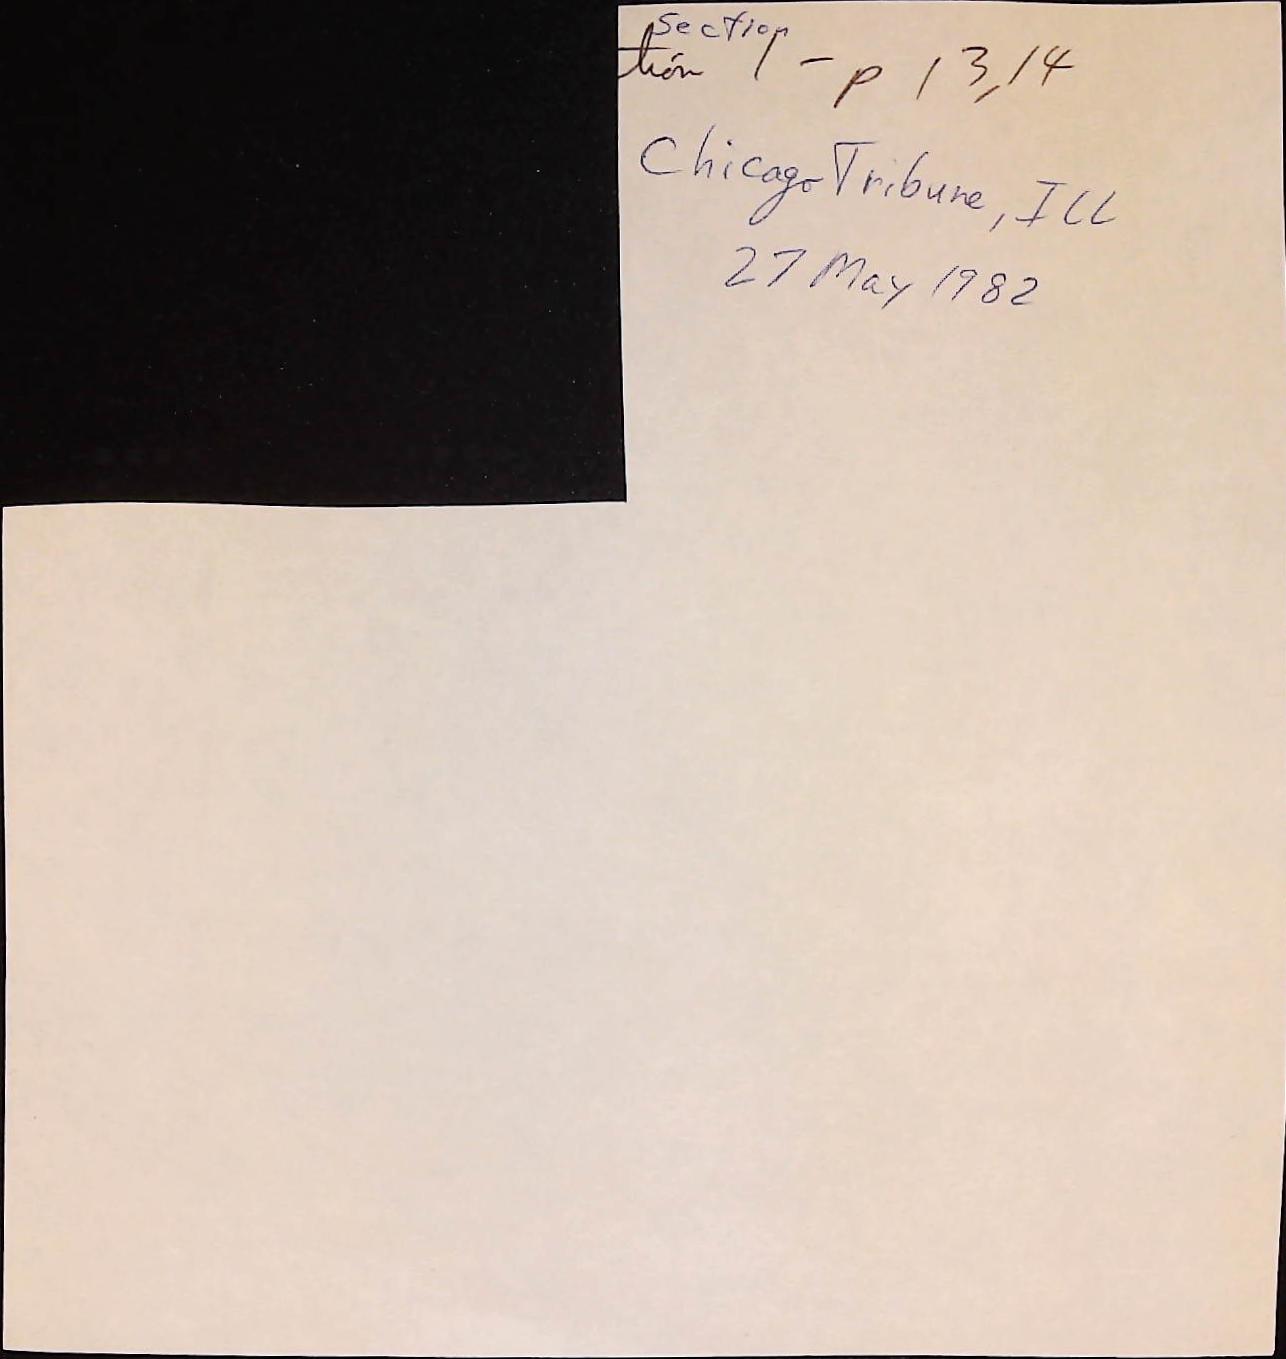 Section
tion 1 - p 13, 14
Chicago Tribune, ILL
27 May 1982